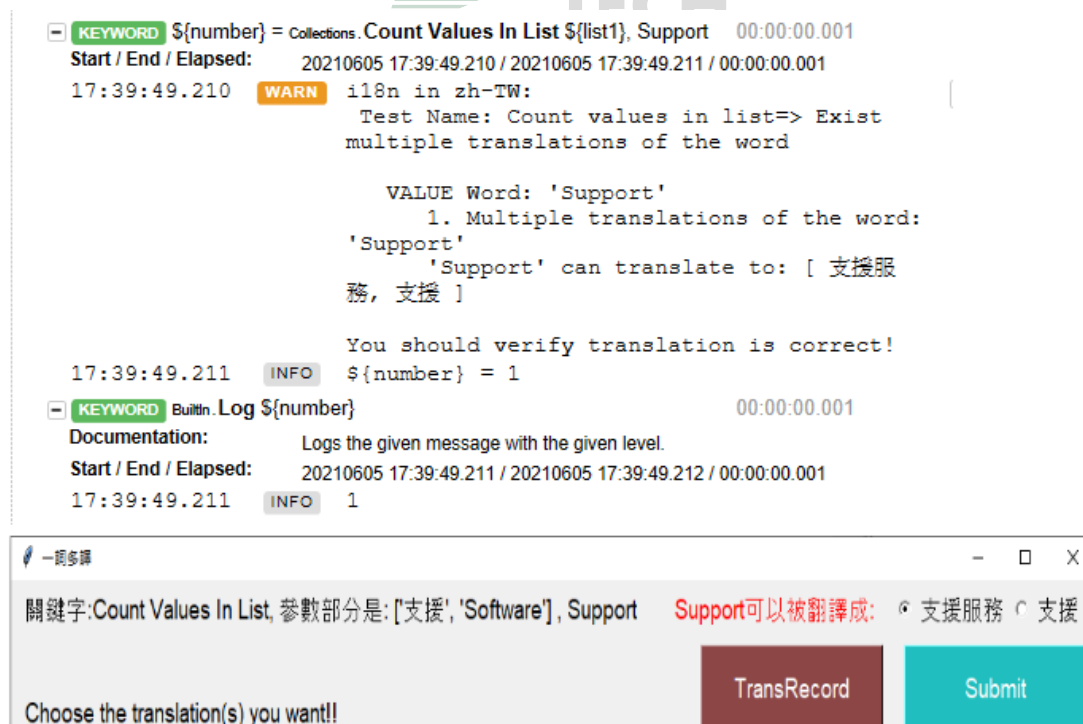 KEYWORD ${number} = Collections.Count Values In List ${list1}, Support 00:00:00.001
Start / End / Elapsed: 20210605 17:39:49.210 / 20210605 17:39:49.211 / 00:00:00.001
17:39:49.210 WARN i18n in zh-TW:
Test Name: Count values in list=> Exist
multiple translations of the word
VALUE Word: 'Support'
1. Multiple translations of the word:
'Support'
'Support' can translate to: [ 支援服
務, 支援 ]
You should verify translation is correct!
17:39:49.211 INFO ${number} = 1
KEYWORD BuiltIn.Log ${number} 00:00:00.001
Documentation: Logs the given message with the given level.
Start / End / Elapsed: 20210605 17:39:49.211 / 20210605 17:39:49.212 / 00:00:00.001
17:39:49.211 INFO 1
一詞多譯
關鍵字:Count Values In List, 參數部分是: ['支援', 'Software'] , Support Support可以被翻譯成: 支援服務 支援
TransRecord Submit
Choose the translation(s) you want!!